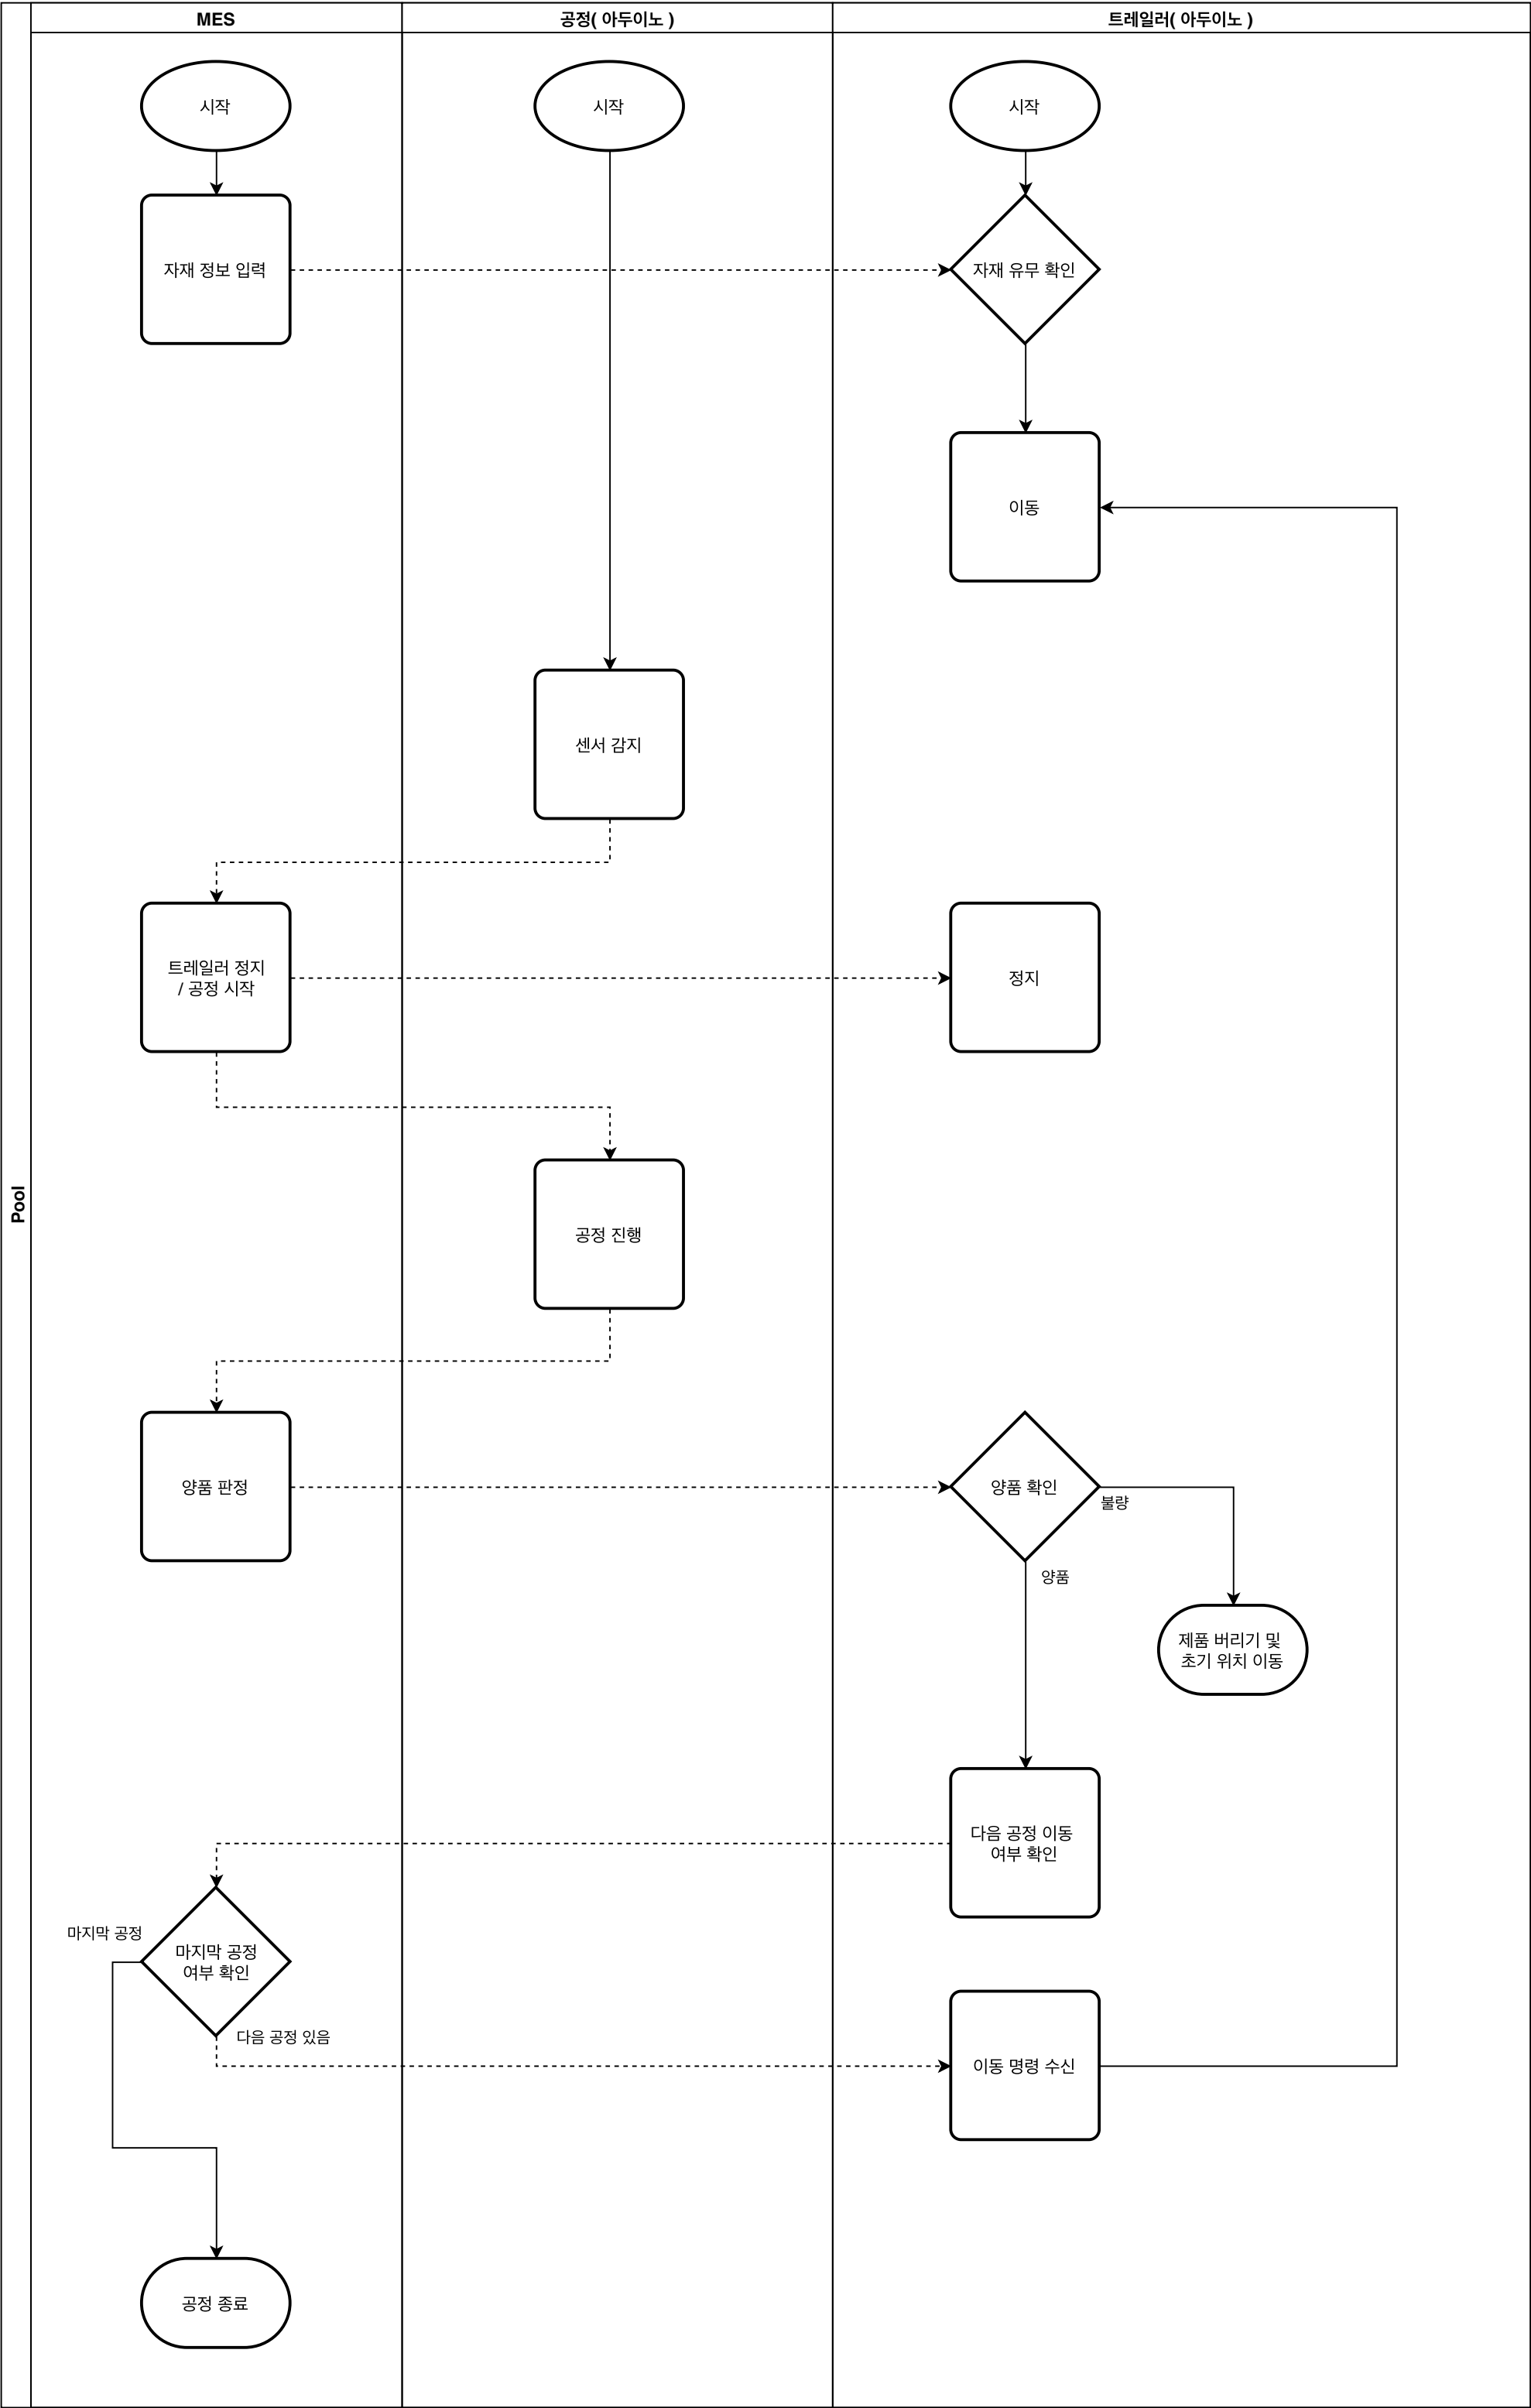 Pool
MES
공정( 아두이노 )
트레일러( 아두이노 )
시작
시작
시작
자재 정보 입력
자재 유무 확인
이동
센서 감지
트레일러 정지
/ 공정 시작
정지
공정 진행
양품 판정
양품 확인
불량
양품
제품 버리기 및
초기 위치 이동
다음 공정 이동
여부 확인
마지막 공정
마지막 공정
여부 확인
다음 공정 있음
이동 명령 수신
공정 종료